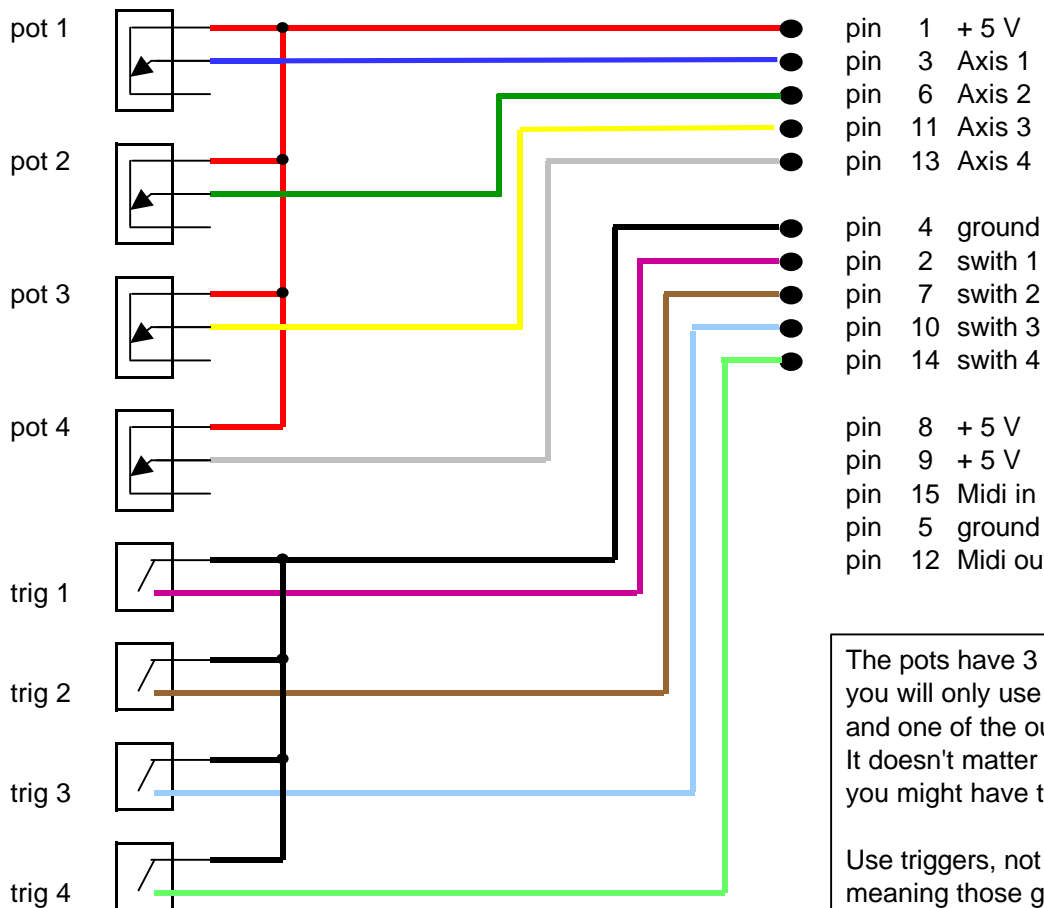 pot 1
pot 2
pot 3
pot 4
trig 1
trig 2
trig 3
trig 4
pin 1 + 5 V
pin 3 Axis 1
pin 6 Axis 2
pin 11 Axis 3
pin 13 Axis 4
pin 4 ground
pin 2 swith 1
pin 7 swith 2
pin 10 swith 3
pin 14 swith 4
pin 8 + 5 V
pin 9 + 5 V
pin 15 Midi in
pin 5 ground
pin 12 Midi ou
The pots have 3
you will only use
and one of the ou
It doesn't matter
you might have t
Use triggers, not
meaning those g